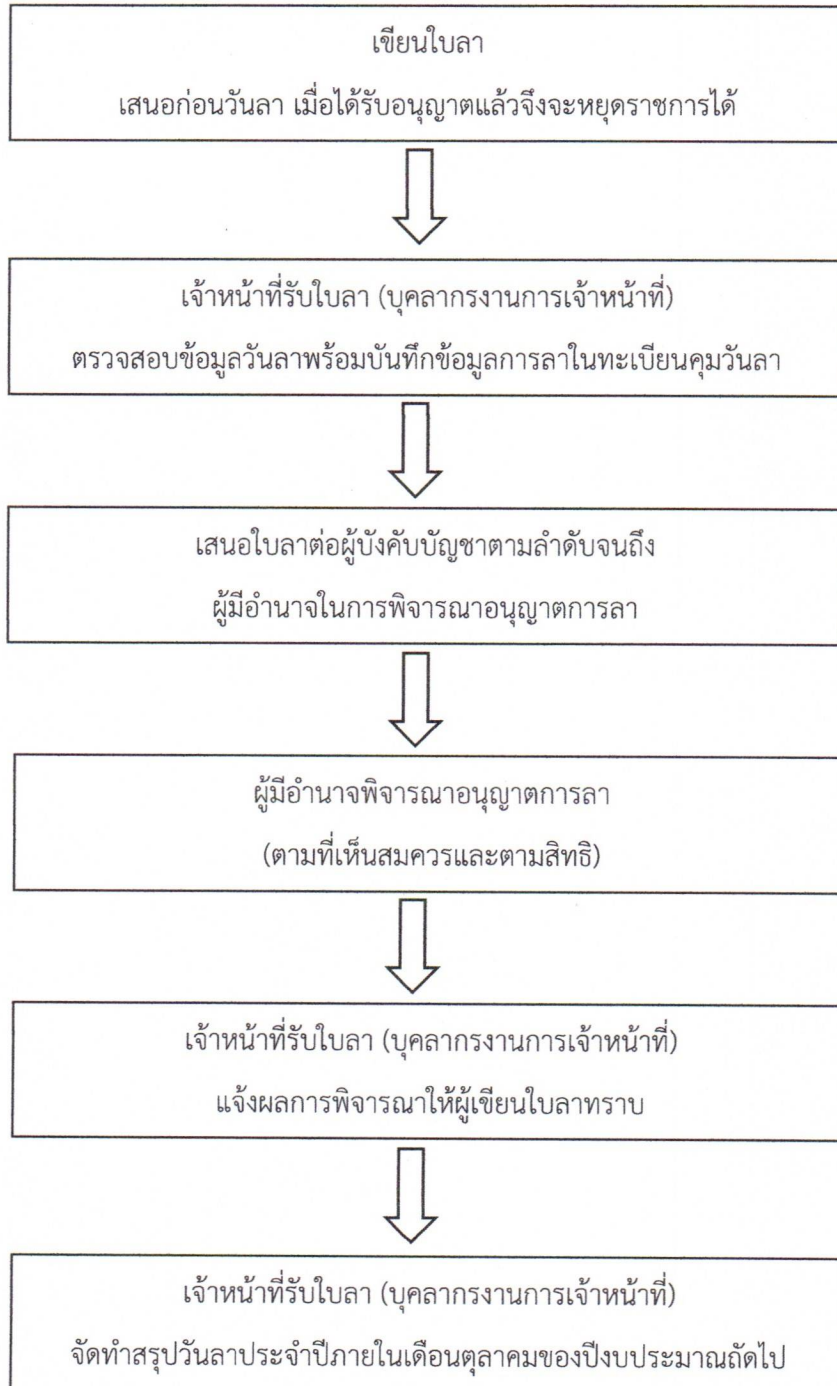 เขียนใบลา
เสนอก่อนวันลา เมื่อได้รับอนุญาตแล้วจึงจะหยุดราชการได้
เจ้าหน้าที่รับใบลา (บุคลากรงานการเจ้าหน้าที่)
ตรวจสอบข้อมูลวันลาพร้อมบันทึกข้อมูลการลาในทะเบียนคุมวันลา
เสนอใบลาต่อผู้บังคับบัญชาตามลำดับจนถึง
ผู้มีอำนาจในการพิจารณาอนุญาตการลา
ผู้มีอำนาจพิจารณาอนุญาตการลา
(ตามที่เห็นสมควรและตามสิทธิ)
เจ้าหน้าที่รับใบลา (บุคลากรงานการเจ้าหน้าที่)
แจ้งผลการพิจารณาให้ผู้เขียนใบลาทราบ
เจ้าหน้าที่รับใบลา (บุคลากรงานการเจ้าหน้าที่)
จัดทำสรุปวันลาประจำปีภายในเดือนตุลาคมของปีงบประมาณถัดไป